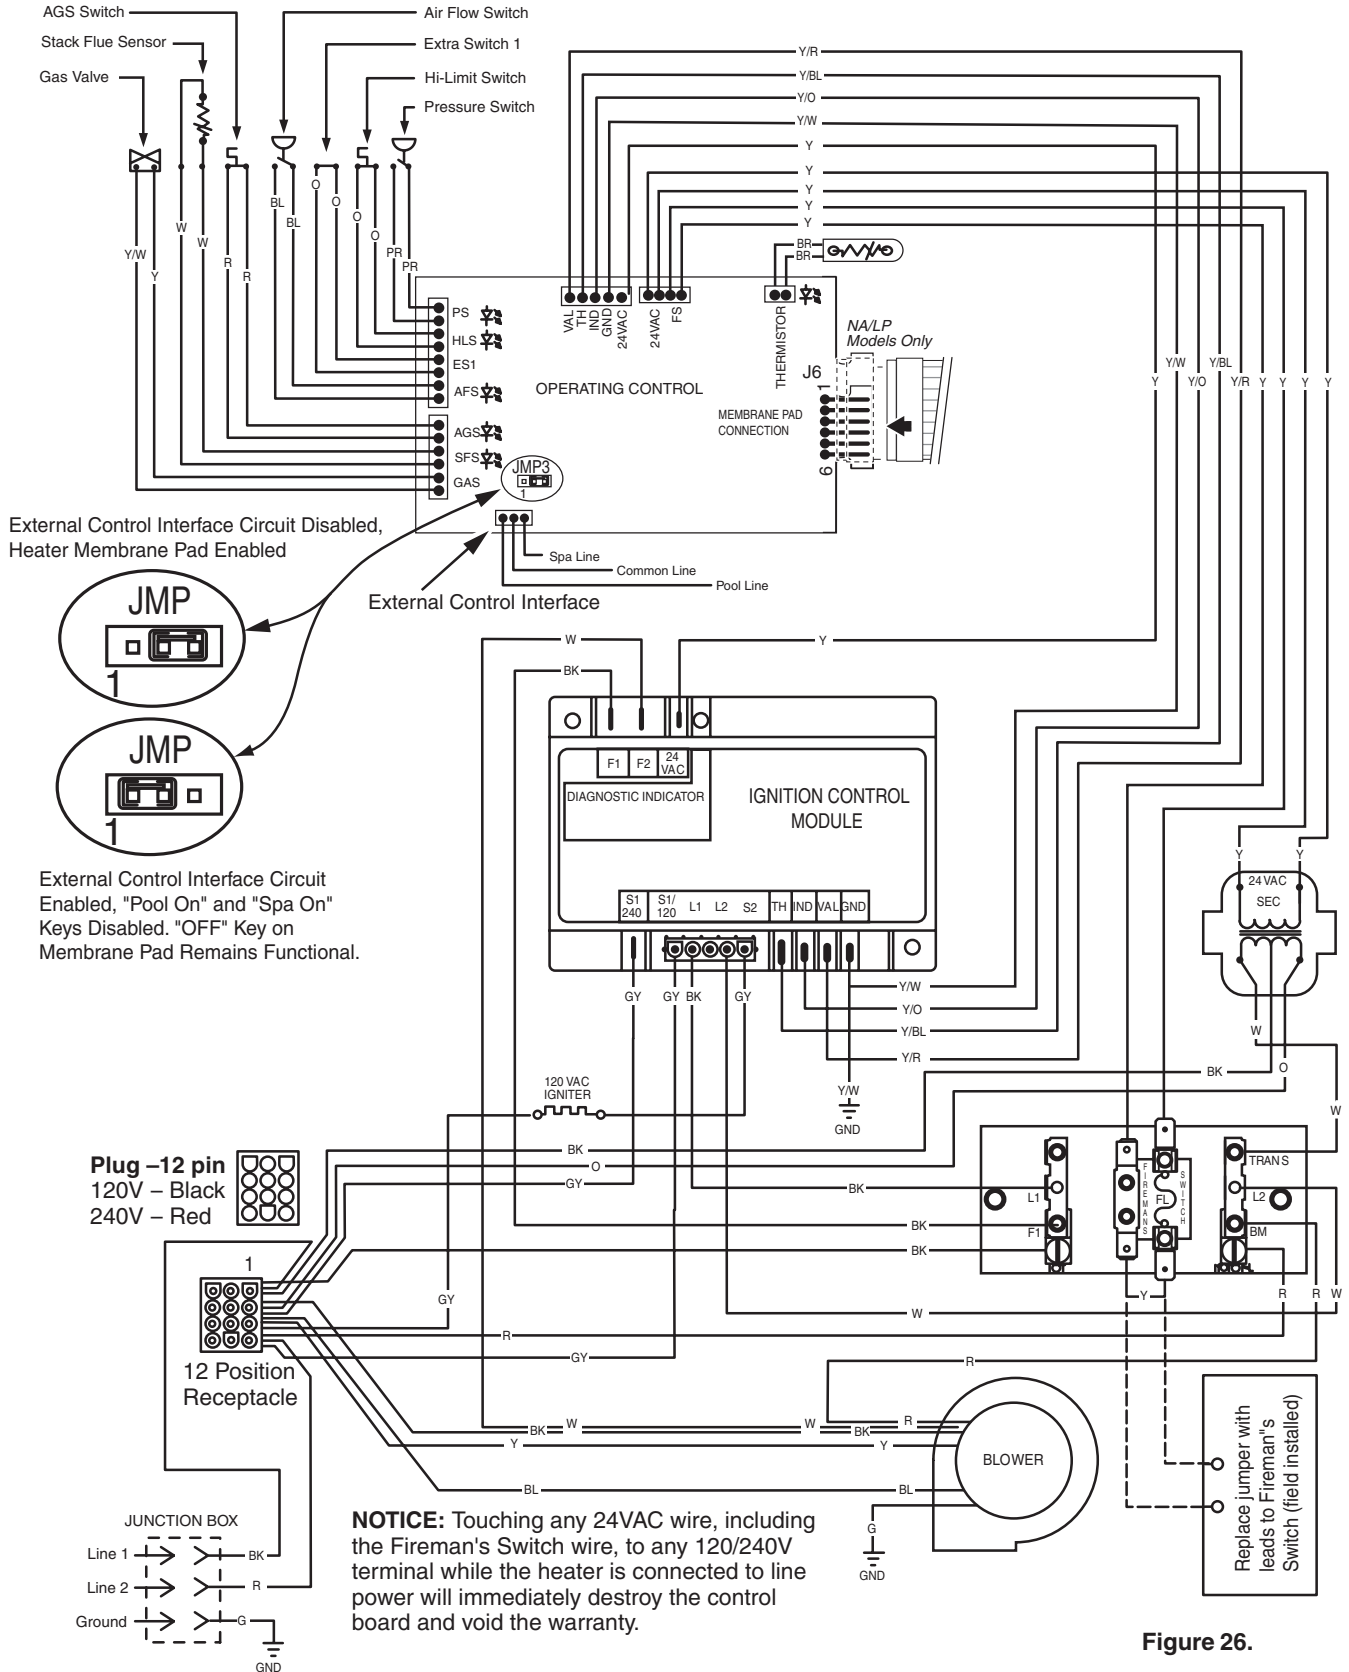 AGS Switch
Stack Flue Sensor
Gas Valve
Air Flow Switch
Extra Switch 1
Hi-Limit Switch
Pressure Switch
Y/R
Y/BL
Y/O
Y/W
Y
Y
Y
Y
Y
BL
BL
O
O
O
O
PR
PR
W
W
R
R
Y/W
Y
BR
BR
PS
HLS
ES1
AFS
AGS
SFS
GAS
VAL
TH
IND
GND
24VAC
24VAC
FS
THERMISTOR
NA/LP
Models Only
J6
1
6
OPERATING CONTROL
MEMBRANE PAD
CONNECTION
JMP3
1
Y
Y/W
Y/O
Y/BL
Y/R
Y
Y
Y
Y
External Control Interface Circuit Disabled,
Heater Membrane Pad Enabled
JMP
1
JMP
1
External Control Interface Circuit
Enabled, "Pool On" and "Spa On"
Keys Disabled. "OFF" Key on
Membrane Pad Remains Functional.
Spa Line
Common Line
Pool Line
External Control Interface
W
BK
Y
F1
F2
24
VAC
DIAGNOSTIC INDICATOR
IGNITION CONTROL
MODULE
S1
240
S1/
120
L1
L2
S2
TH
IND
VAL
GND
GY
GY
BK
GY
Y/W
Y/O
Y/BL
Y/R
Y/W
GND
Y
Y
24 VAC
SEC
W
O
BK
W
120 VAC
IGNITER
BK
O
GY
BK
BK
BK
Plug –12 pin
120V – Black
240V – Red
1
12 Position
Receptacle
GY
R
GY
W
L1
F1
FIREMANS
FL
SWITCH
TRANS
L2
BM
Y
R
R
W
R
W
BK
Y
BL
W
BK
R
Y
BL
BLOWER
G
GND
JUNCTION BOX
Line 1
Line 2
Ground
BK
R
G
GND
NOTICE: Touching any 24VAC wire, including
the Fireman's Switch wire, to any 120/240V
terminal while the heater is connected to line
power will immediately destroy the control
board and void the warranty.
Replace jumper with
leads to Fireman"s
Switch (field installed)
Figure 26.